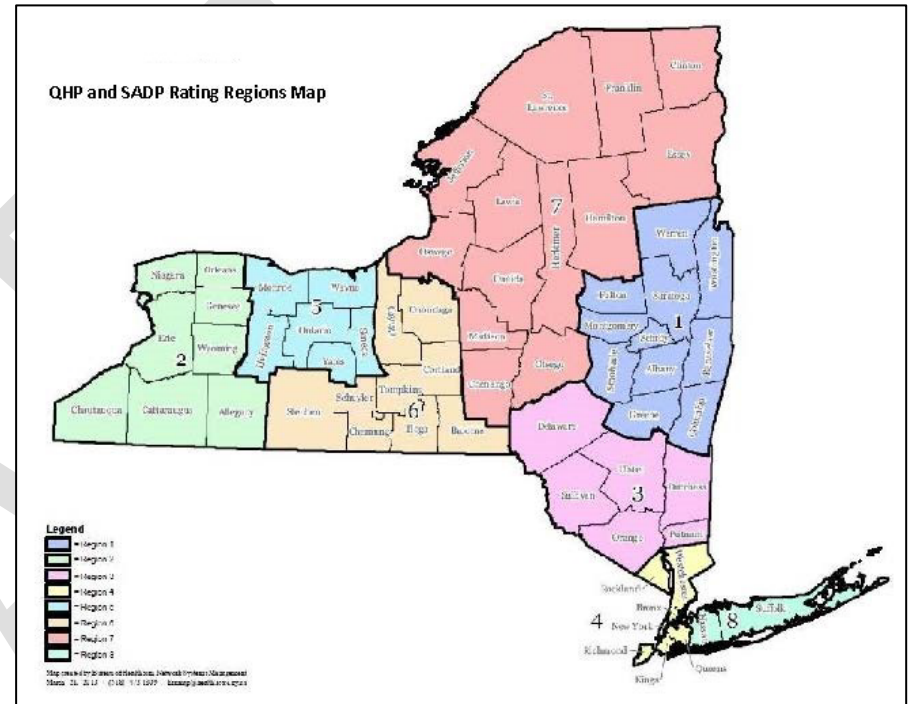 QHP and SADP Rating Regions Map
Clinton
Franklin
St. Lawrence
Essex
Jefferson
Lewis
7
Herkimer
Hamilton
Oswego
Oneida
Warren
Washington
Niagara
Orleans
Monroe
Wayne
Fulton
Saratoga
Genesee
5
Cayuga
Onondaga
Montgomery
1
Ontario
Seneca
Madison
Erie
Wyoming
Livingston
Yates
Otsego
Albany
2
Cortland
Chenango
Schuyler
Tompkins
Greene
Columbia
Chautauqua
Cattaraugus
Allegany
Steuben
6
Chemung
Tioga
Broome
Delaware
Ulster
Dutchess
Sullivan
3
Orange
Putnam
Legend
= Region 1
= Region 2
= Region 3
= Region 4
= Region 5
= Region 6
= Region 7
= Region 8
Rockland
Westchester
Bronx
4
New York
Nassau
8
Suffolk
Richmond
Queens
Kings